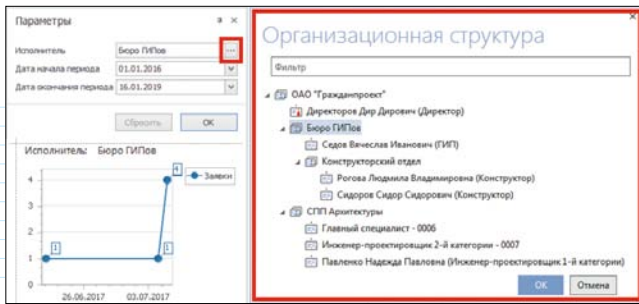 Параметры
Исполнитель Бюро ГИПов ...
Дата начала периода 01.01.2016
Дата окончания периода 16.01.2019
Сбросить OK
Исполнитель: Бюро ГИПов
4
4
Заявки
3
2
1
1
1
0
26.06.2017 03.07.2017
Организационная структура
Фильтр
ОАО "Гражданпроект"
Директоров Дир Дирович (Директор)
Бюро ГИПов
Седов Вячеслав Иванович (ГИП)
Конструкторский отдел
Рогова Людмила Владимировна (Конструктор)
Сидоров Сидор Сидорович (Конструктор)
СПП Архитектуры
Главный специалист - 0006
Инженер-проектировщик 2-й категории - 0007
Павленко Надежда Павловна (Инженер-проектировщик 1-й категории)
OK Отмена